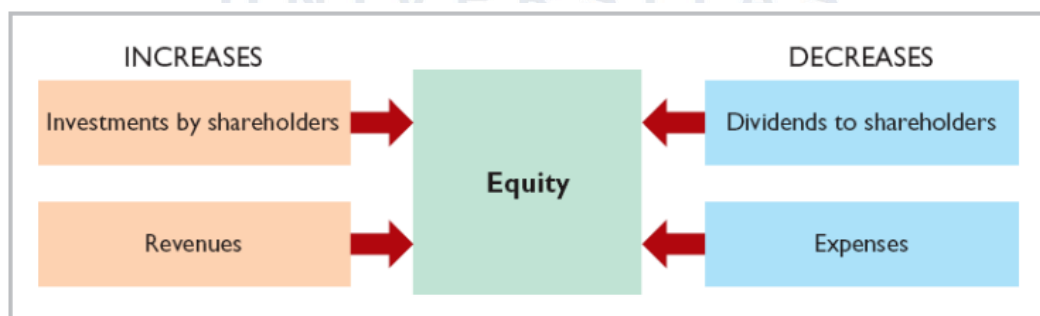 INCREASES
DECREASES
Investments by shareholders
Dividends to shareholders
Equity
Revenues
Expenses